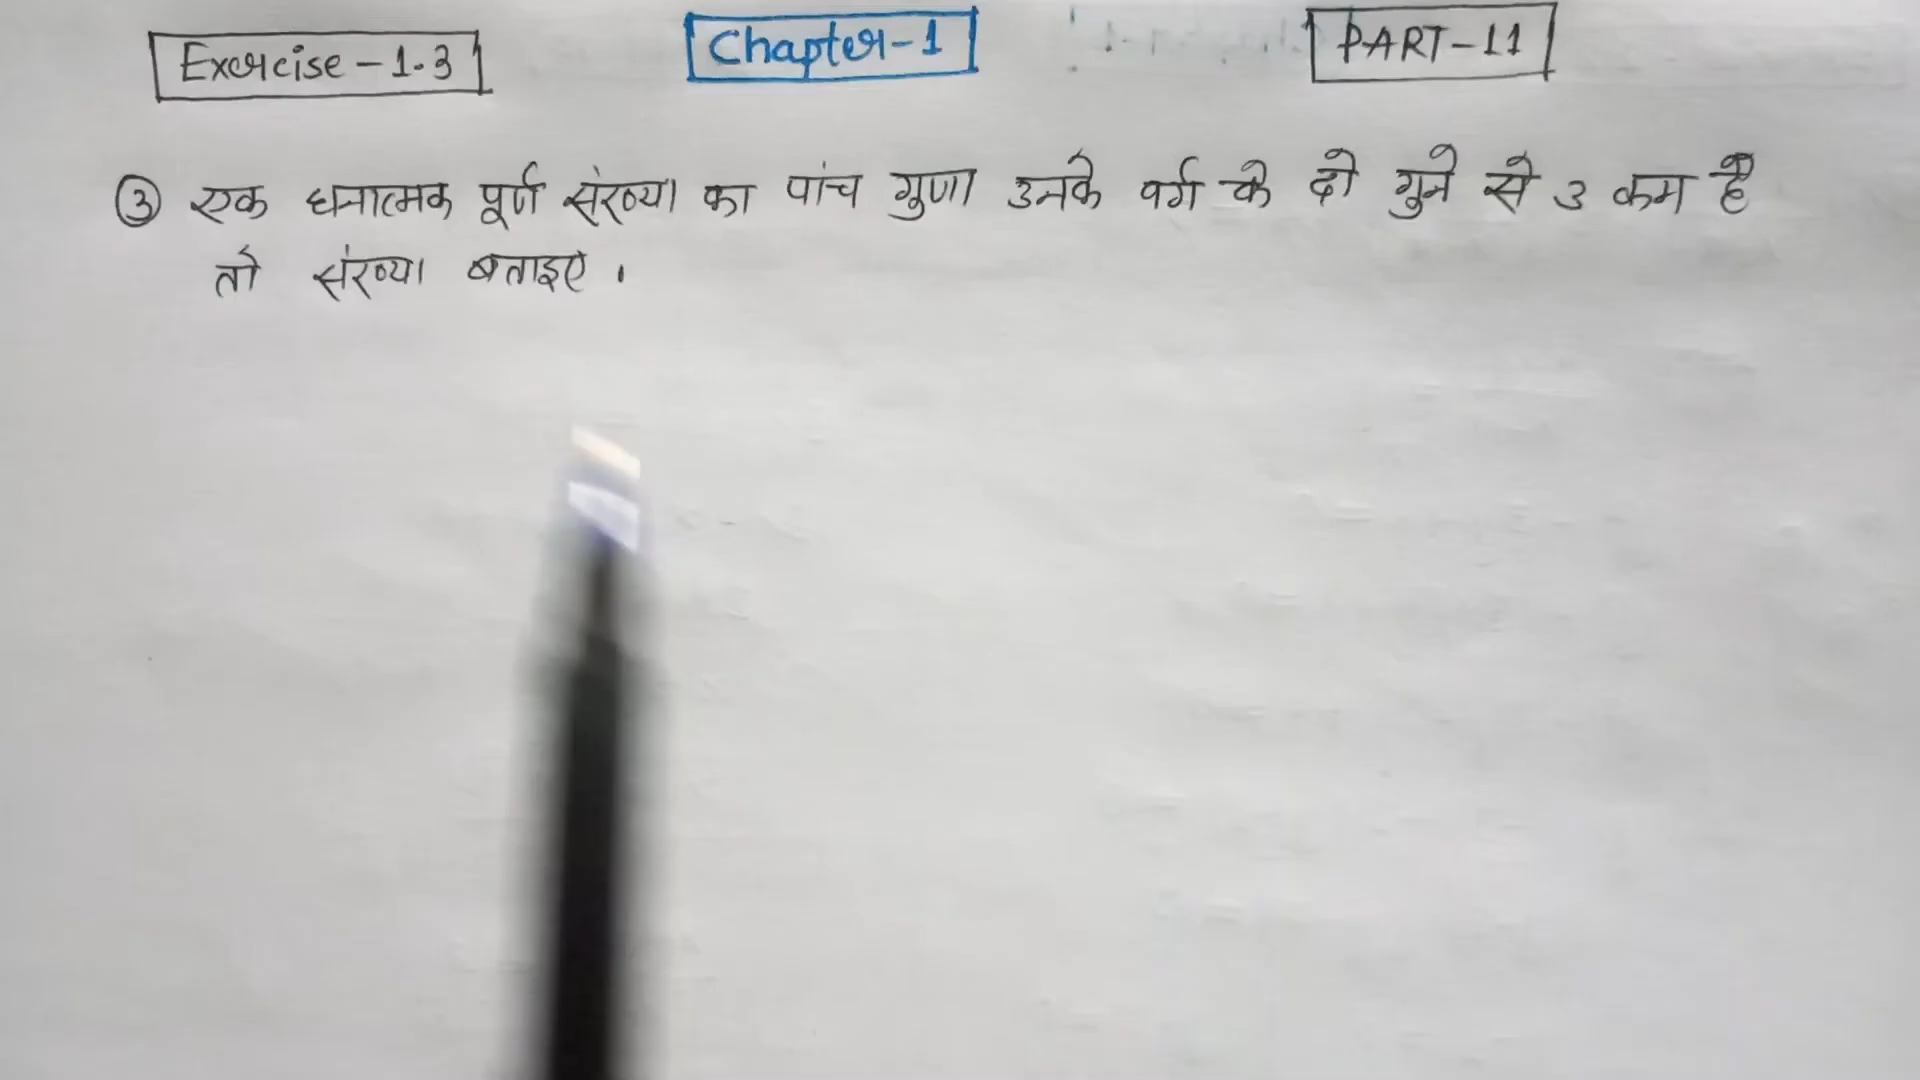 Exercise - 1.3
Chapter-1
PART-11
③ एक धनात्मक पूर्ण संख्या का पांच गुणा उनके वर्ग के दो गुने से 3 कम है
तो संख्या बताइए .